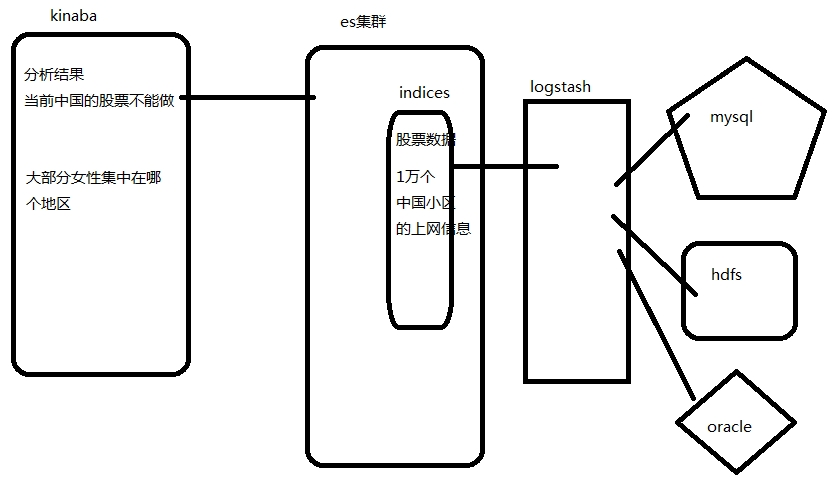 kinaba
分析结果
当前中国的股票不能做
大部分女性集中在哪
个地区
es集群
indices
股票数据
1万个
中国小区
的上网信息
logstash
mysql
hdfs
oracle